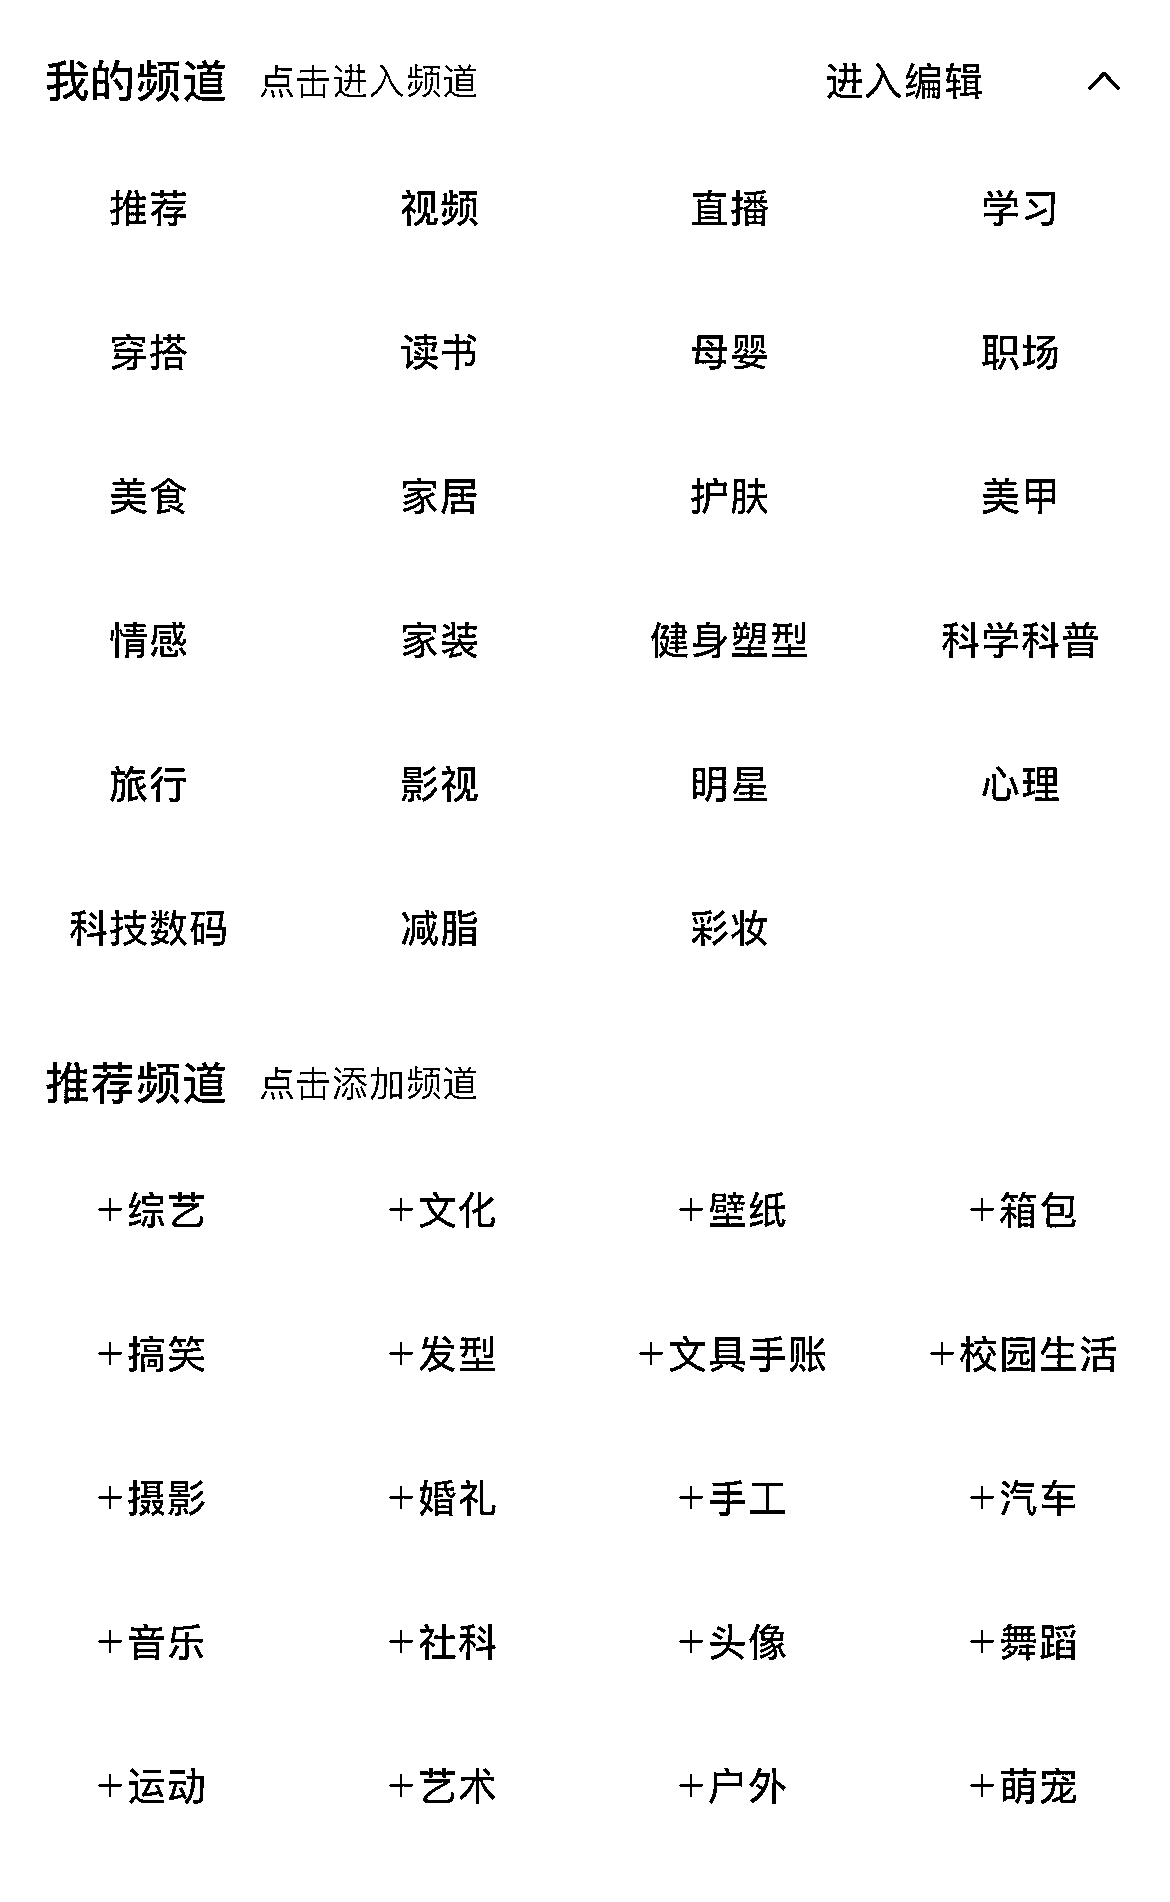 我的频道 点击进入频道 进入编辑
推荐 视频 直播 学习
穿搭 读书 母婴 职场
美食 家居 护肤 美甲
情感 家装 健身塑型 科学科普
旅行 影视 明星 心理
科技数码 减脂 彩妆
推荐频道 点击添加频道
+综艺 +文化 +壁纸 +箱包
+搞笑 +发型 +文具手账 +校园生活
+摄影 +婚礼 +手工 +汽车
+音乐 +社科 +头像 +舞蹈
+运动 +艺术 +户外 +萌宠